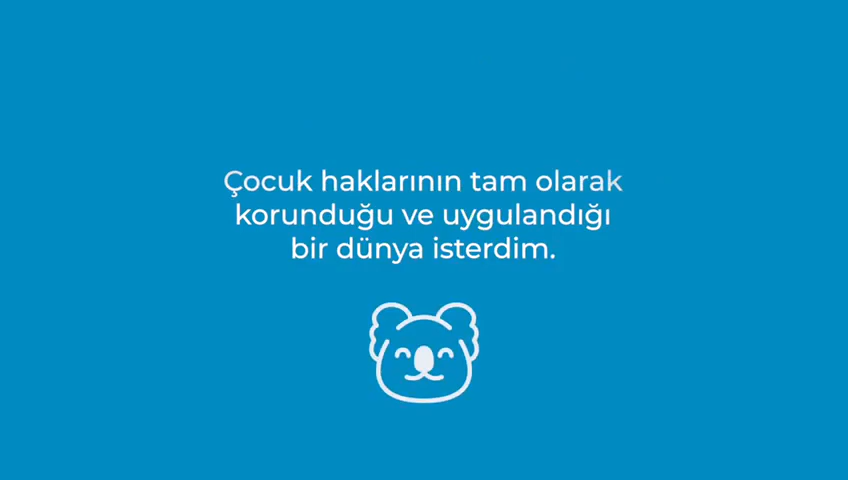 Çocuk haklarının tam olarak
korunduğu ve uygulandığı
bir dünya isterdim.